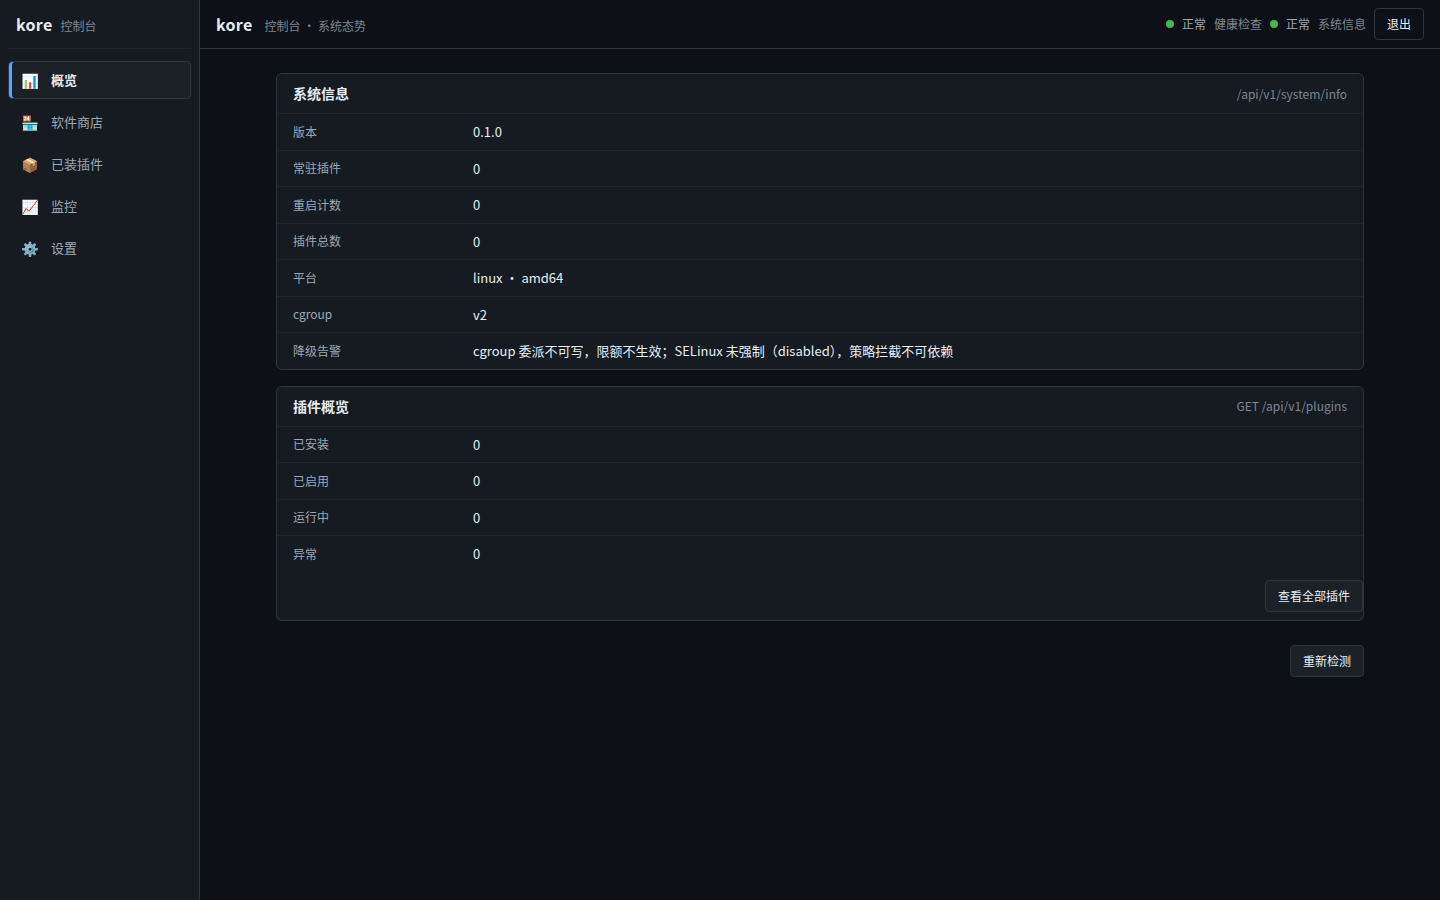 kore 控制台
概览
软件商店
已装插件
监控
设置
kore 控制台 · 系统态势
正常 健康检查 正常 系统信息 退出
系统信息 /api/v1/system/info
版本 0.1.0
常驻插件 0
重启计数 0
插件总数 0
平台 linux · amd64
cgroup v2
降级告警 cgroup 委派不可写，限额不生效；SELinux 未强制（disabled），策略拦截不可依赖
插件概览 GET /api/v1/plugins
已安装 0
已启用 0
运行中 0
异常 0
查看全部插件
重新检测